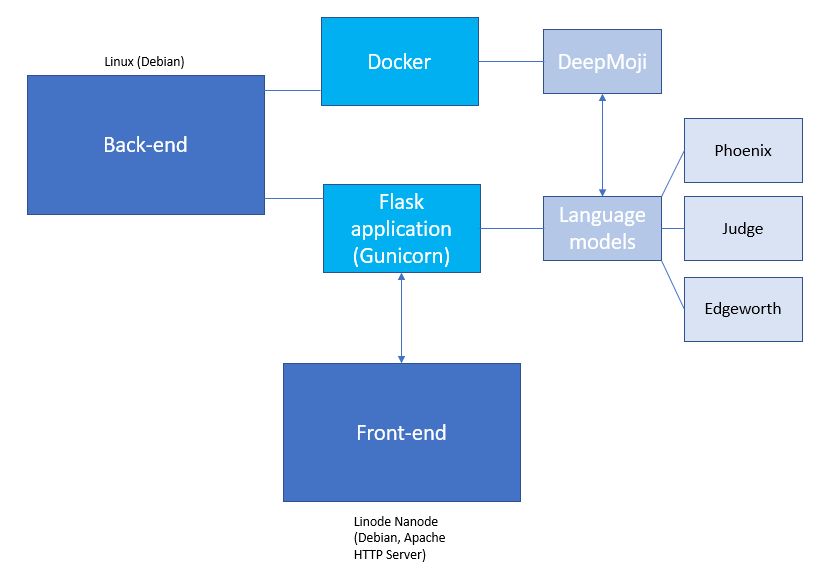 Linux (Debian)
Back-end
Docker
DeepMoji
Flask
application
(Gunicorn)
Language
models
Phoenix
Judge
Edgeworth
Front-end
Linode Nanode
(Debian, Apache
HTTP Server)